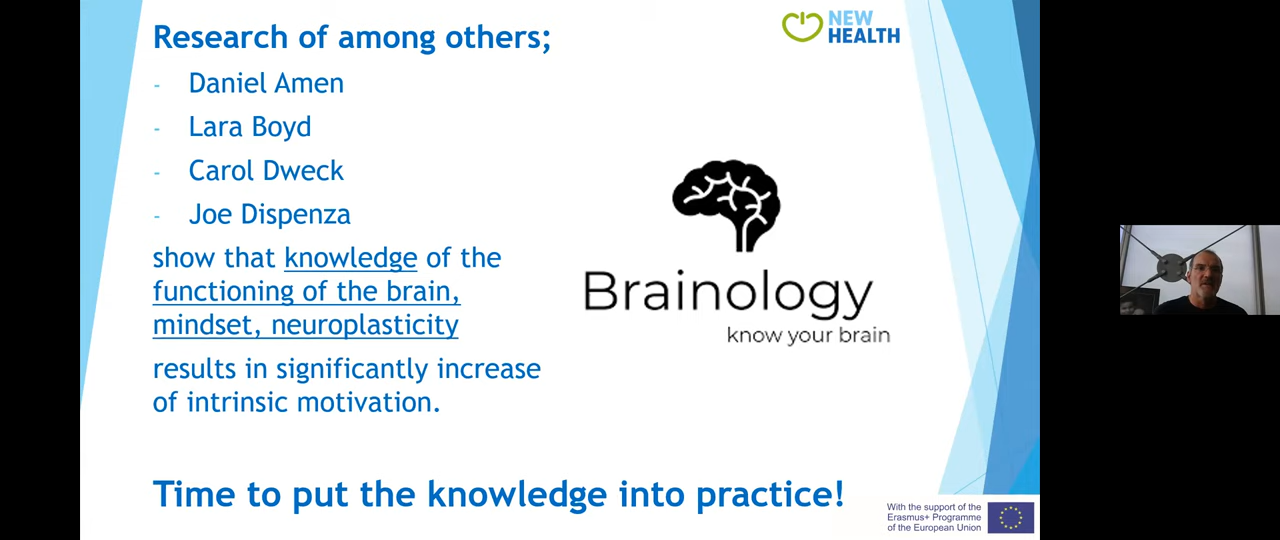 Research of among others;
NEW
HEALTH
- Daniel Amen
- Lara Boyd
- Carol Dweck
- Joe Dispenza
show that knowledge of the
functioning of the brain,
mindset, neuroplasticity
results in significantly increase
of intrinsic motivation.
Brainology
know your brain
Time to put the knowledge into practice!
With the support of the
Erasmus+ Programme
of the European Union